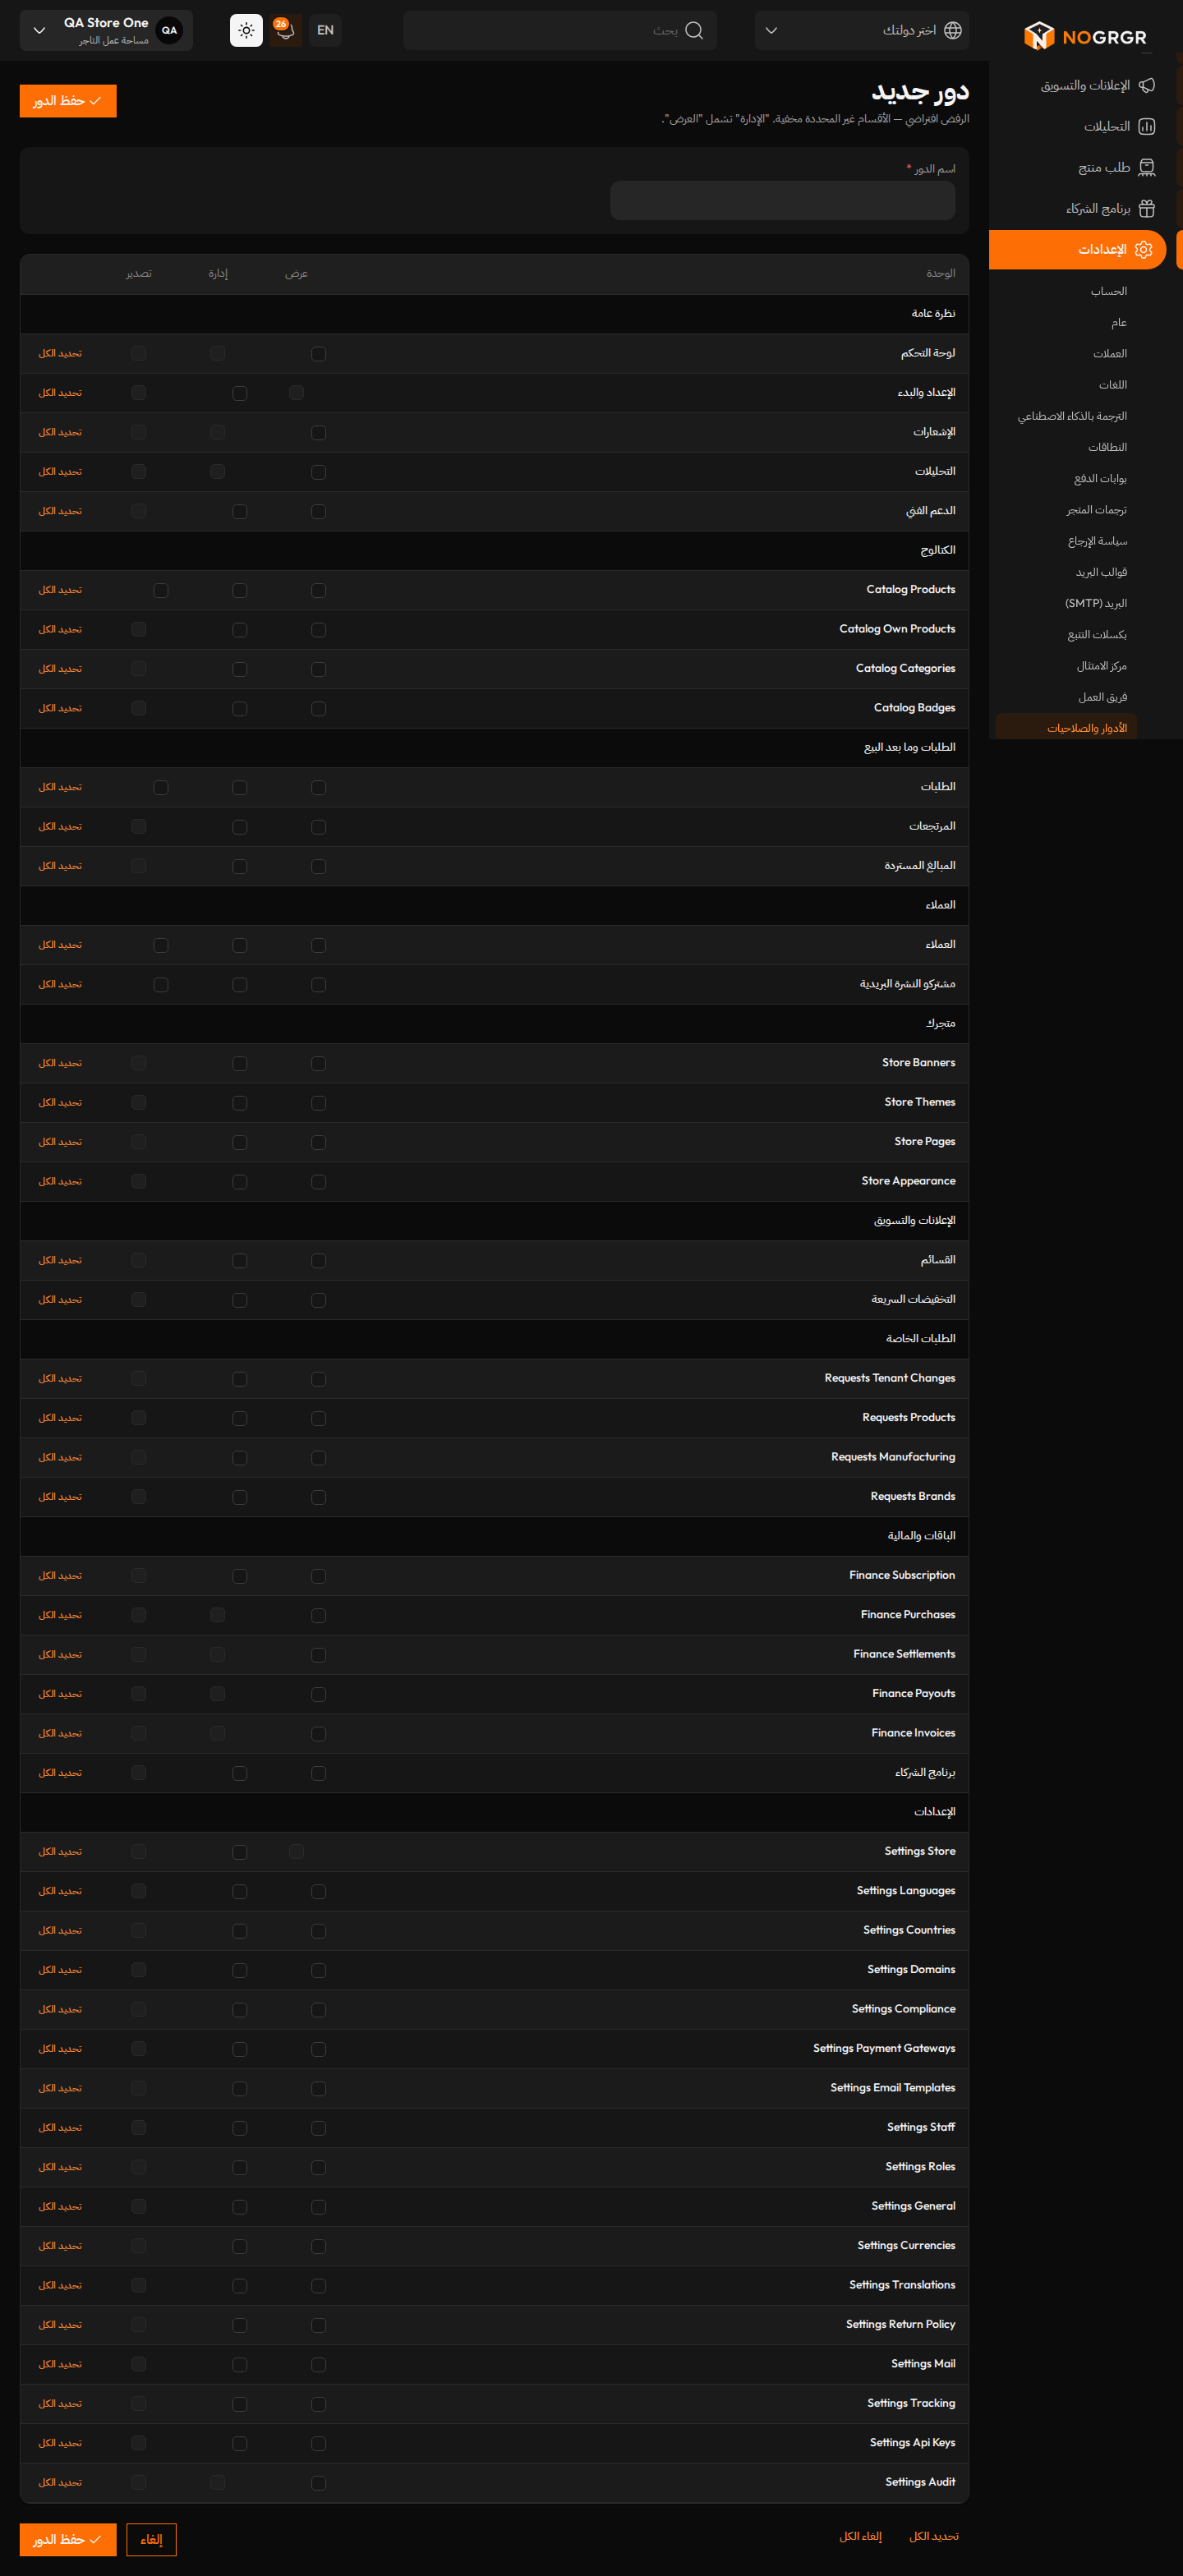 NOGRGR
اختر دولتك
بحث
EN
26
QA
QA Store One
مساحة عمل التاجر
الإعلانات والتسويق
التحليلات
طلب منتج
برنامج الشركاء
الإعدادات
الحساب
عام
العملات
اللغات
الترجمة بالذكاء الاصطناعي
النطاقات
بوابات الدفع
ترجمات المتجر
سياسة الإرجاع
قوالب البريد
البريد (SMTP)
بكسلات التتبع
مركز الامتثال
فريق العمل
الأدوار والصلاحيات
دور جديد
الرفض افتراضي — الأقسام غير المحددة مخفية. "الإدارة" تشمل "العرض".
حفظ الدور
اسم الدور *
الوحدة عرض إدارة تصدير
نظرة عامة
لوحة التحكم تحديد الكل
الإعداد والبدء تحديد الكل
الإشعارات تحديد الكل
التحليلات تحديد الكل
الدعم الفني تحديد الكل
الكتالوج
Catalog Products تحديد الكل
Catalog Own Products تحديد الكل
Catalog Categories تحديد الكل
Catalog Badges تحديد الكل
الطلبات وما بعد البيع
الطلبات تحديد الكل
المرتجعات تحديد الكل
المبالغ المستردة تحديد الكل
العملاء
العملاء تحديد الكل
مشتركو النشرة البريدية تحديد الكل
متجرك
Store Banners تحديد الكل
Store Themes تحديد الكل
Store Pages تحديد الكل
Store Appearance تحديد الكل
الإعلانات والتسويق
القسائم تحديد الكل
التخفيضات السريعة تحديد الكل
الطلبات الخاصة
Requests Tenant Changes تحديد الكل
Requests Products تحديد الكل
Requests Manufacturing تحديد الكل
Requests Brands تحديد الكل
الباقات والمالية
Finance Subscription تحديد الكل
Finance Purchases تحديد الكل
Finance Settlements تحديد الكل
Finance Payouts تحديد الكل
Finance Invoices تحديد الكل
برنامج الشركاء تحديد الكل
الإعدادات
Settings Store تحديد الكل
Settings Languages تحديد الكل
Settings Countries تحديد الكل
Settings Domains تحديد الكل
Settings Compliance تحديد الكل
Settings Payment Gateways تحديد الكل
Settings Email Templates تحديد الكل
Settings Staff تحديد الكل
Settings Roles تحديد الكل
Settings General تحديد الكل
Settings Currencies تحديد الكل
Settings Translations تحديد الكل
Settings Return Policy تحديد الكل
Settings Mail تحديد الكل
Settings Tracking تحديد الكل
Settings Api Keys تحديد الكل
Settings Audit تحديد الكل
تحديد الكل إلغاء الكل إلغاء حفظ الدور